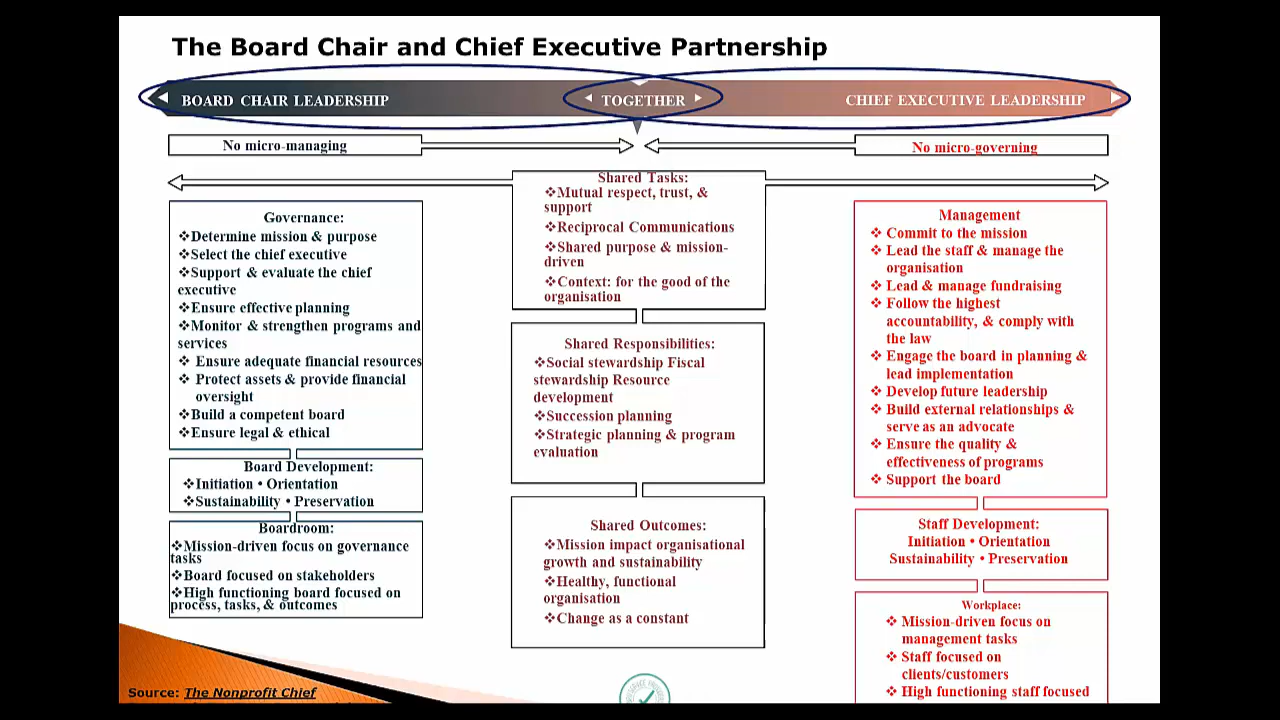 The Board Chair and Chief Executive Partnership
BOARD CHAIR LEADERSHIP
TOGETHER
CHIEF EXECUTIVE LEADERSHIP
No micro-managing
No micro-governing
Governance:
❖Determine mission & purpose
❖Select the chief executive
❖Support & evaluate the chief
executive
❖Ensure effective planning
❖Monitor & strengthen programs and
services
❖ Ensure adequate financial resources
❖ Protect assets & provide financial
oversight
❖Build a competent board
❖Ensure legal & ethical
Board Development:
❖Initiation • Orientation
❖Sustainability • Preservation
Boardroom:
❖Mission-driven focus on governance
tasks
❖Board focused on stakeholders
❖High functioning board focused on
process, tasks, & outcomes
Shared Tasks:
❖Mutual respect, trust, &
support
❖Reciprocal Communications
❖Shared purpose & mission-
driven
❖Context: for the good of the
organisation
Shared Responsibilities:
❖Social stewardship Fiscal
stewardship Resource
development
❖Succession planning
❖Strategic planning & program
evaluation
Shared Outcomes:
❖Mission impact organisational
growth and sustainability
❖Healthy, functional
organisation
❖Change as a constant
Management
❖ Commit to the mission
❖ Lead the staff & manage the
organisation
❖ Lead & manage fundraising
❖ Follow the highest
accountability, & comply with
the law
❖ Engage the board in planning &
lead implementation
❖ Develop future leadership
❖ Build external relationships &
serve as an advocate
❖ Ensure the quality &
effectiveness of programs
❖ Support the board
Staff Development:
Initiation • Orientation
Sustainability • Preservation
Workplace:
❖ Mission-driven focus on
management tasks
❖ Staff focused on
clients/customers
❖ High functioning staff focused
Source: The Nonprofit Chief